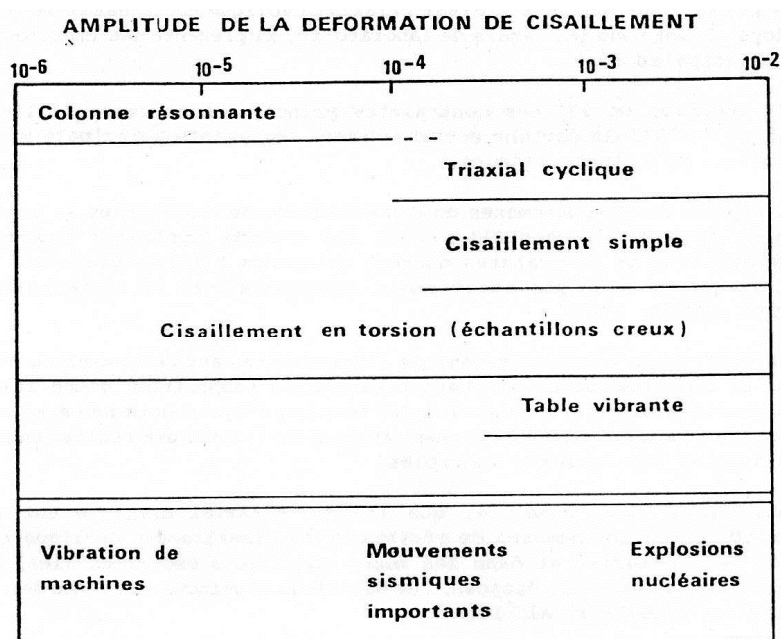 AMPLITUDE DE LA DEFORMATION DE CISAILLEMENT
10-6 10-5 10-4 10-3 10-2
Colonne résonnante
Triaxial cyclique
Cisaillement simple
Cisaillement en torsion (échantillons creux)
Table vibrante
Vibration de
machines
Mouvements
sismiques
importants
Explosions
nucléaires